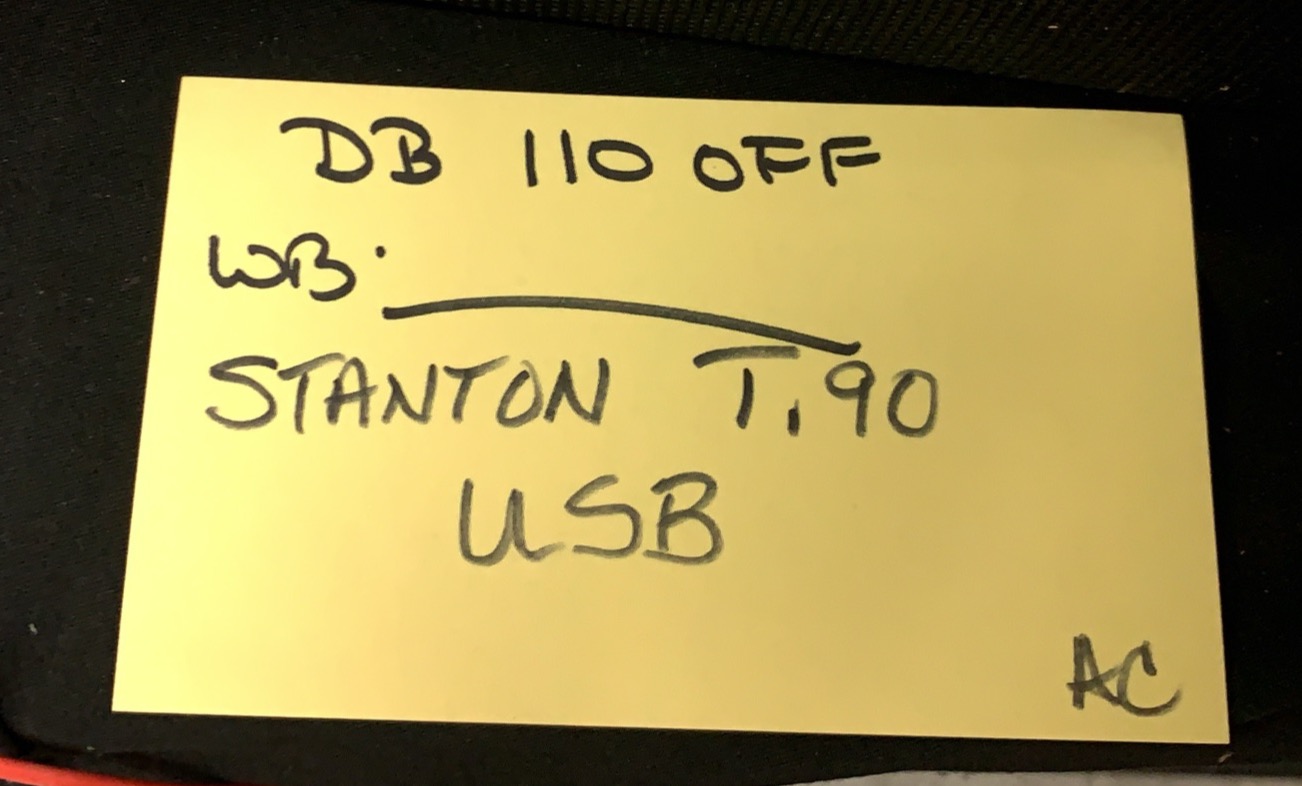 DB 110 OFF
WB.
STANTON T.90
USB
AC